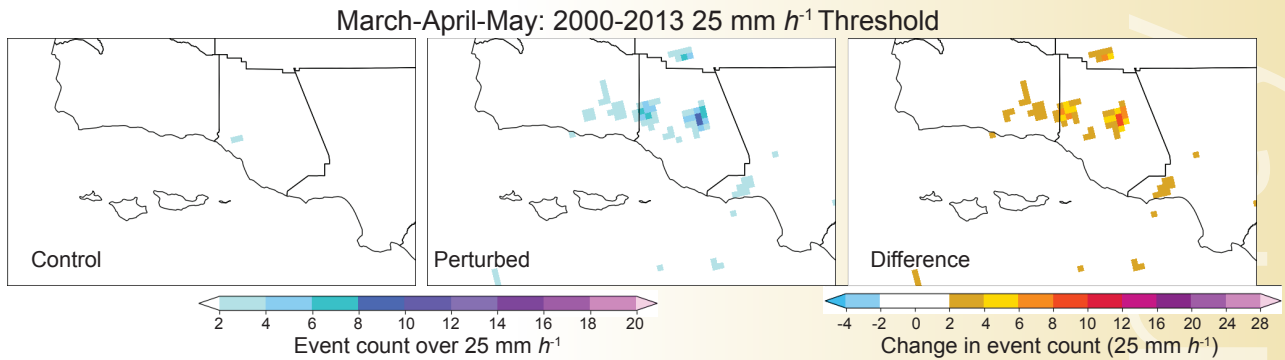 March-April-May: 2000-2013 25 mm h⁻¹ Threshold
Control
Perturbed
Difference
2 4 6 8 10 12 14 16 18 20
Event count over 25 mm h⁻¹
-4 -2 0 2 4 6 8 10 12 16 20 24 28
Change in event count (25 mm h⁻¹)